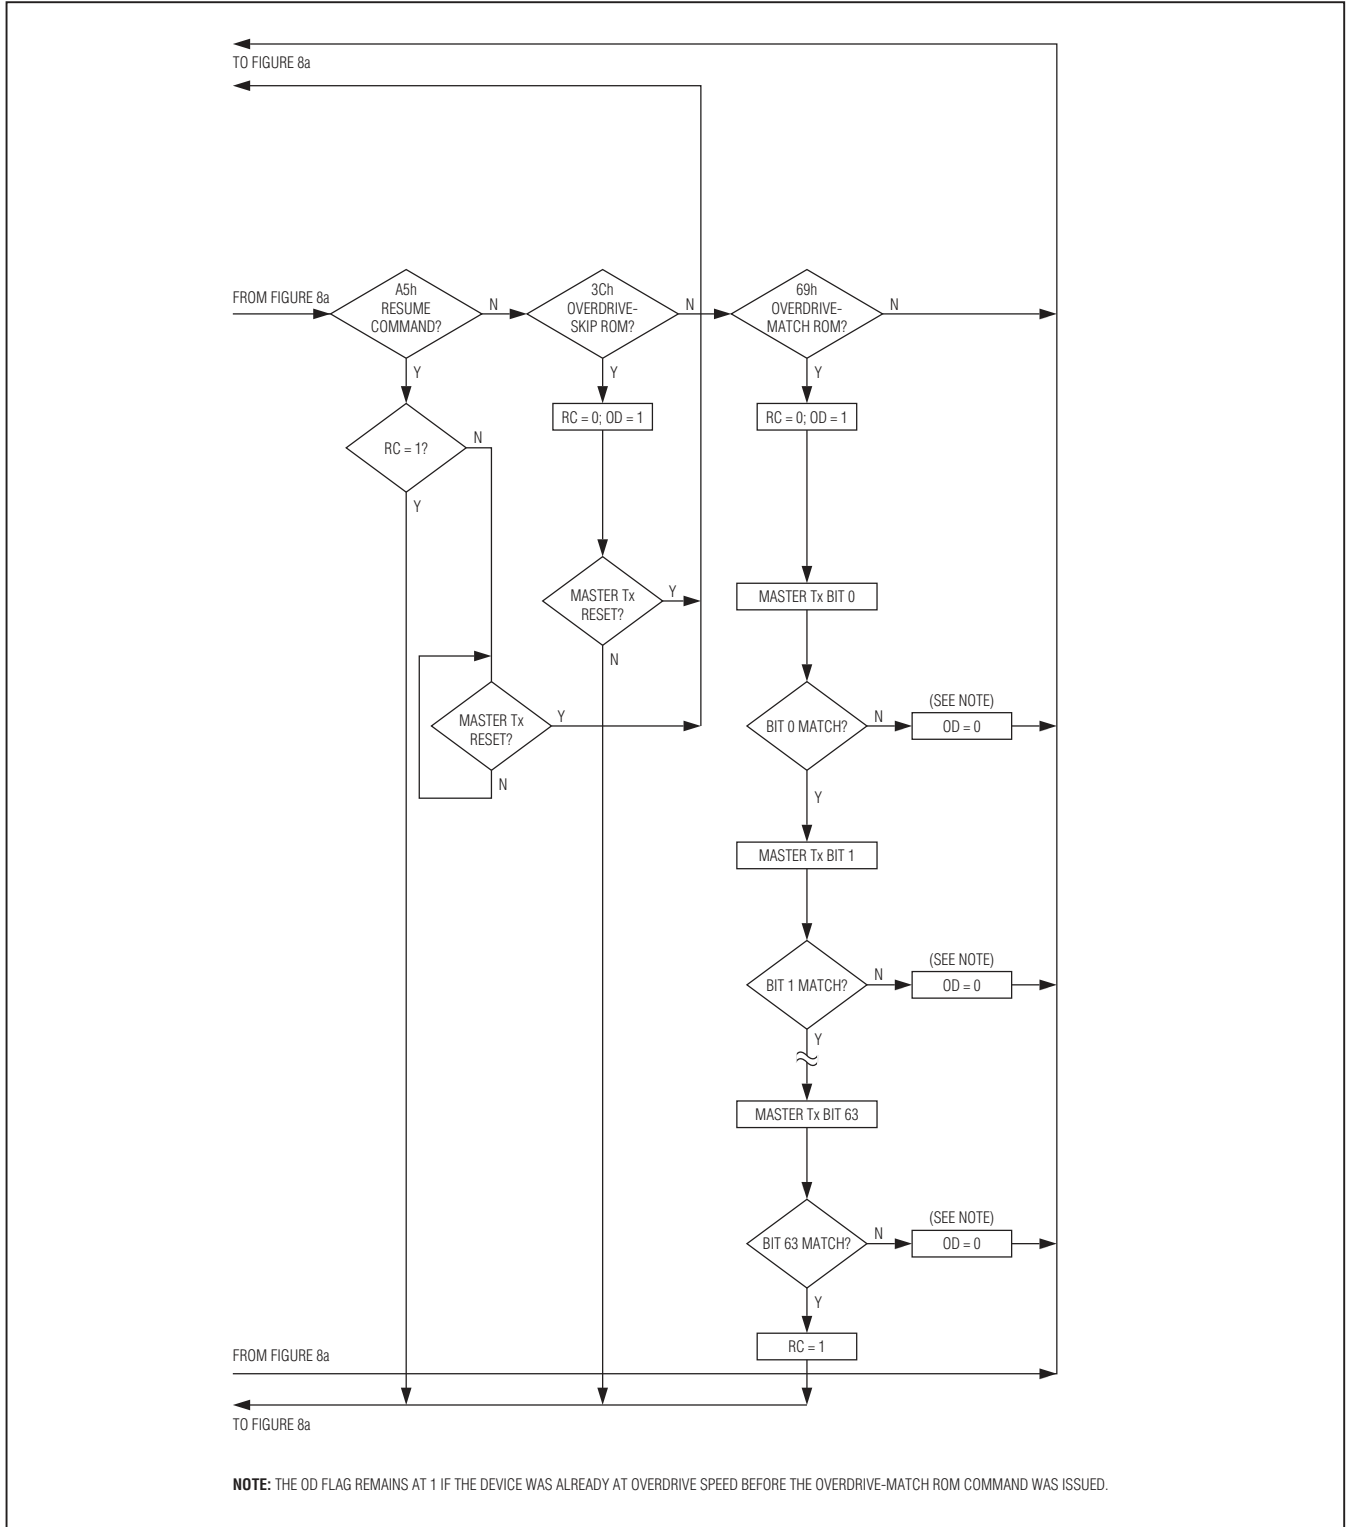 TO FIGURE 8a
FROM FIGURE 8a
A5h
RESUME
COMMAND?
N
3Ch
OVERDRIVE-
SKIP ROM?
N
69h
OVERDRIVE-
MATCH ROM?
N
Y
Y
Y
RC = 0; OD = 1
RC = 0; OD = 1
RC = 1?
N
Y
MASTER Tx
RESET?
Y
N
MASTER Tx BIT 0
MASTER Tx
RESET?
Y
N
BIT 0 MATCH?
N
(SEE NOTE)
OD = 0
Y
MASTER Tx BIT 1
BIT 1 MATCH?
N
(SEE NOTE)
OD = 0
Y
MASTER Tx BIT 63
BIT 63 MATCH?
N
(SEE NOTE)
OD = 0
Y
RC = 1
FROM FIGURE 8a
TO FIGURE 8a
NOTE: THE OD FLAG REMAINS AT 1 IF THE DEVICE WAS ALREADY AT OVERDRIVE SPEED BEFORE THE OVERDRIVE-MATCH ROM COMMAND WAS ISSUED.